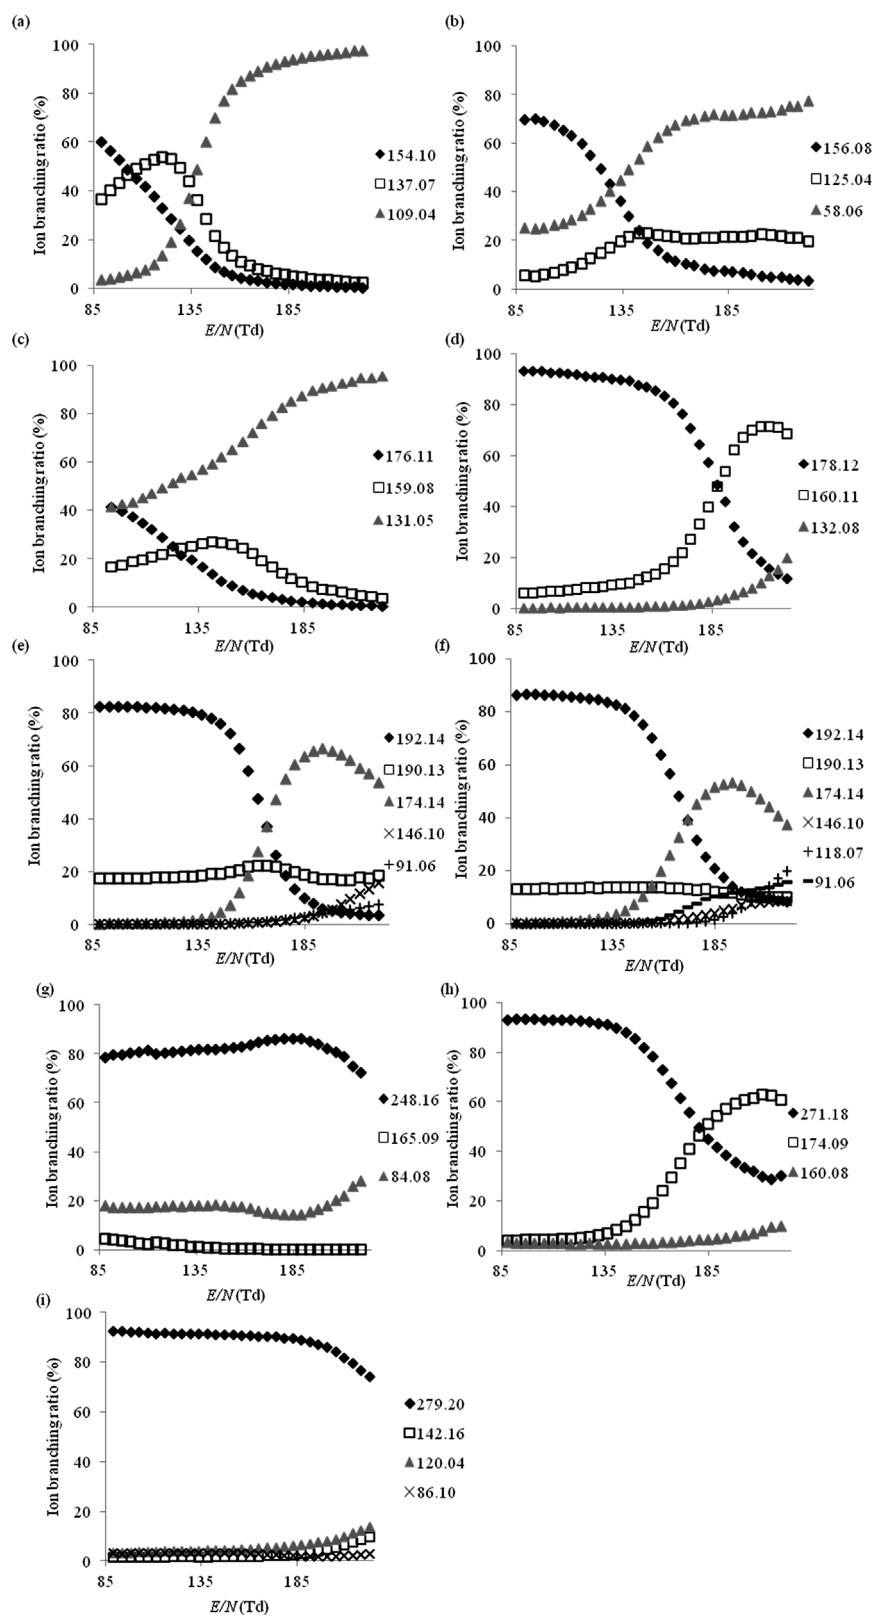 (a)
Ion branching ratio (%)
100
80
60
40
20
0
85 135 185
E/N (Td)
154.10
137.07
109.04
(b)
Ion branching ratio (%)
100
80
60
40
20
0
85 135 185
E/N (Td)
156.08
125.04
58.06
(c)
Ion branching ratio (%)
100
80
60
40
20
0
85 135 185
E/N (Td)
176.11
159.08
131.05
(d)
Ion branching ratio (%)
100
80
60
40
20
0
85 135 185
E/N (Td)
178.12
160.11
132.08
(e)
Ion branching ratio (%)
100
80
60
40
20
0
85 135 185
E/N (Td)
192.14
190.13
174.14
146.10
91.06
(f)
Ion branching ratio (%)
100
80
60
40
20
0
85 135 185
E/N (Td)
192.14
190.13
174.14
146.10
118.07
91.06
(g)
Ion branching ratio (%)
100
80
60
40
20
0
85 135 185
E/N (Td)
248.16
165.09
84.08
(h)
Ion branching ratio (%)
100
80
60
40
20
0
85 135 185
E/N (Td)
271.18
174.09
160.08
(i)
Ion branching ratio (%)
100
80
60
40
20
0
85 135 185
E/N (Td)
279.20
142.16
120.04
86.10